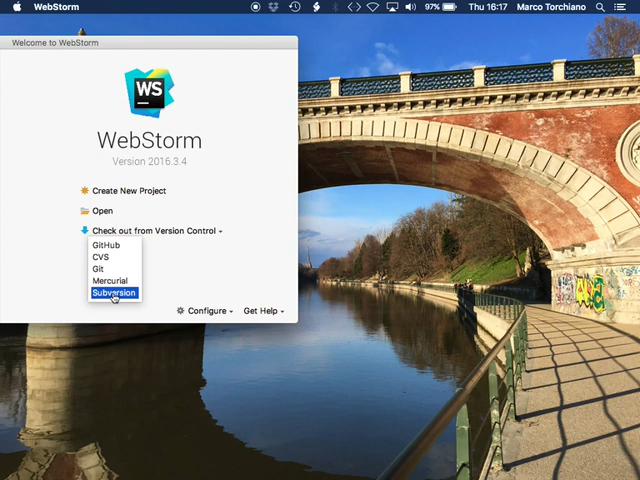 WebStorm
97%
Thu 16:17
Marco Torchiano
Welcome to WebStorm
WS
WebStorm
Version 2016.3.4
Create New Project
Open
Check out from Version Control
GitHub
CVS
Git
Mercurial
Subversion
Configure
Get Help